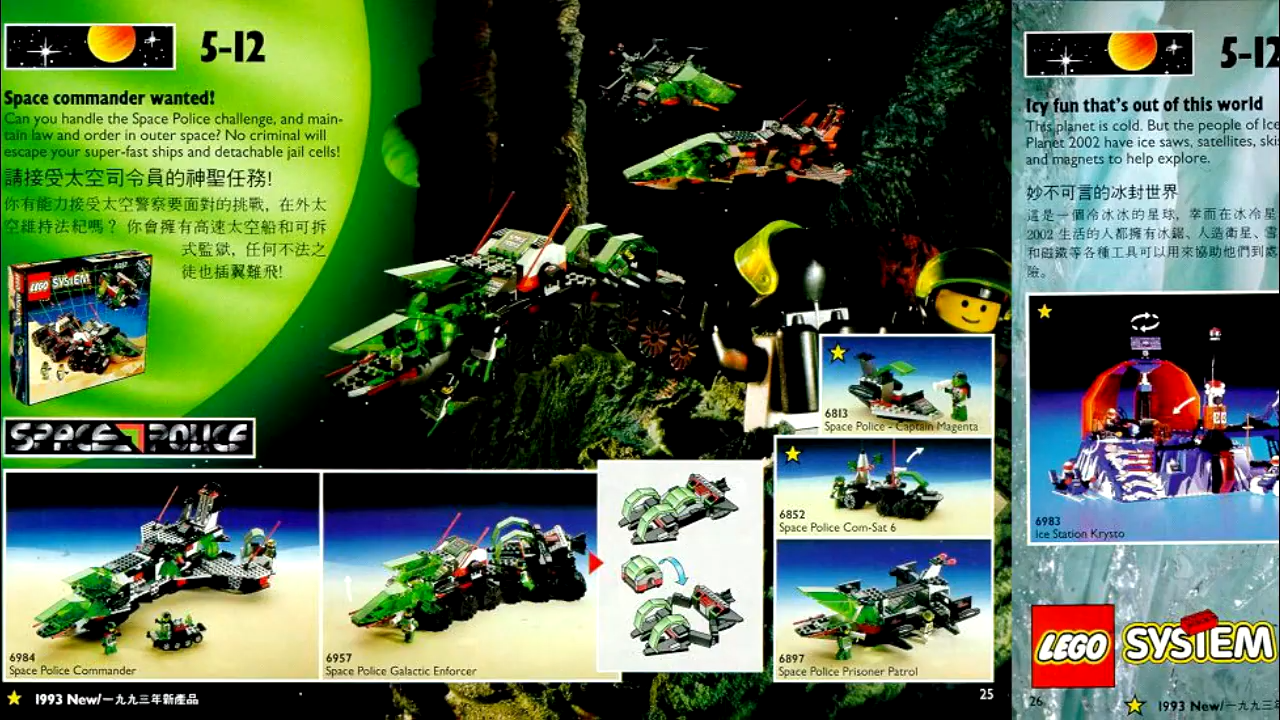 5-12
Space commander wanted!
Can you handle the Space Police challenge, and main-
tain law and order in outer space? No criminal will
escape your super-fast ships and detachable jail cells!
請接受太空司令員的神聖任務!
你有能力接受太空警察要面對的挑戰, 在外太
空維持法紀嗎? 你會擁有高速太空船和可拆
式監獄, 任何不法之
徒也插翼難飛!
LEGO SYSTEM
SPACE POLICE
6813
Space Police - Captain Magenta
6852
Space Police Com-Sat 6
6984
Space Police Commander
6957
Space Police Galactic Enforcer
6897
Space Police Prisoner Patrol
1993 New/一九九三年新產品
25
5-12
Icy fun that's out of this world
This planet is cold. But the people of Ice
Planet 2002 have ice saws, satellites, skis
and magnets to help explore.
妙不可言的冰封世界
這是一個冷冰冰的星球, 幸而在冰冷星
2002 生活的人都擁有冰鋸、人造衛星、雪
和磁鐵等各種工具可以用來協助他們到處
險。
6983
Ice Station Krysto
LEGO SYSTEM
26
1993 New/一九九三